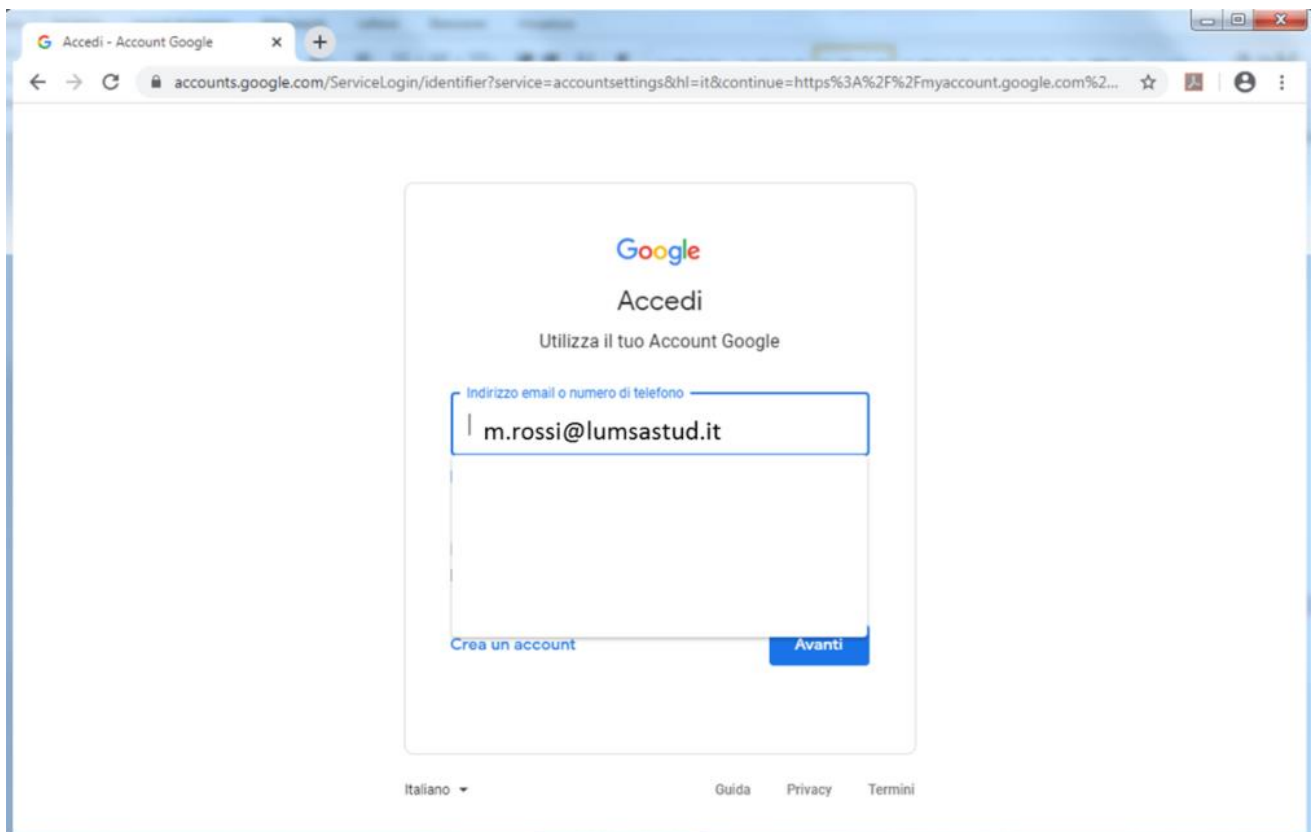 Accedi - Account Google
accounts.google.com/ServiceLogin/identifier?service=accountsettings&hl=it&continue=https%3A%2F%2Fmyaccount.google.com%2...
Google
Accedi
Utilizza il tuo Account Google
Indirizzo email o numero di telefono
m.rossi@lumsastud.it
Crea un account
Avanti
Italiano
Guida Privacy Termini